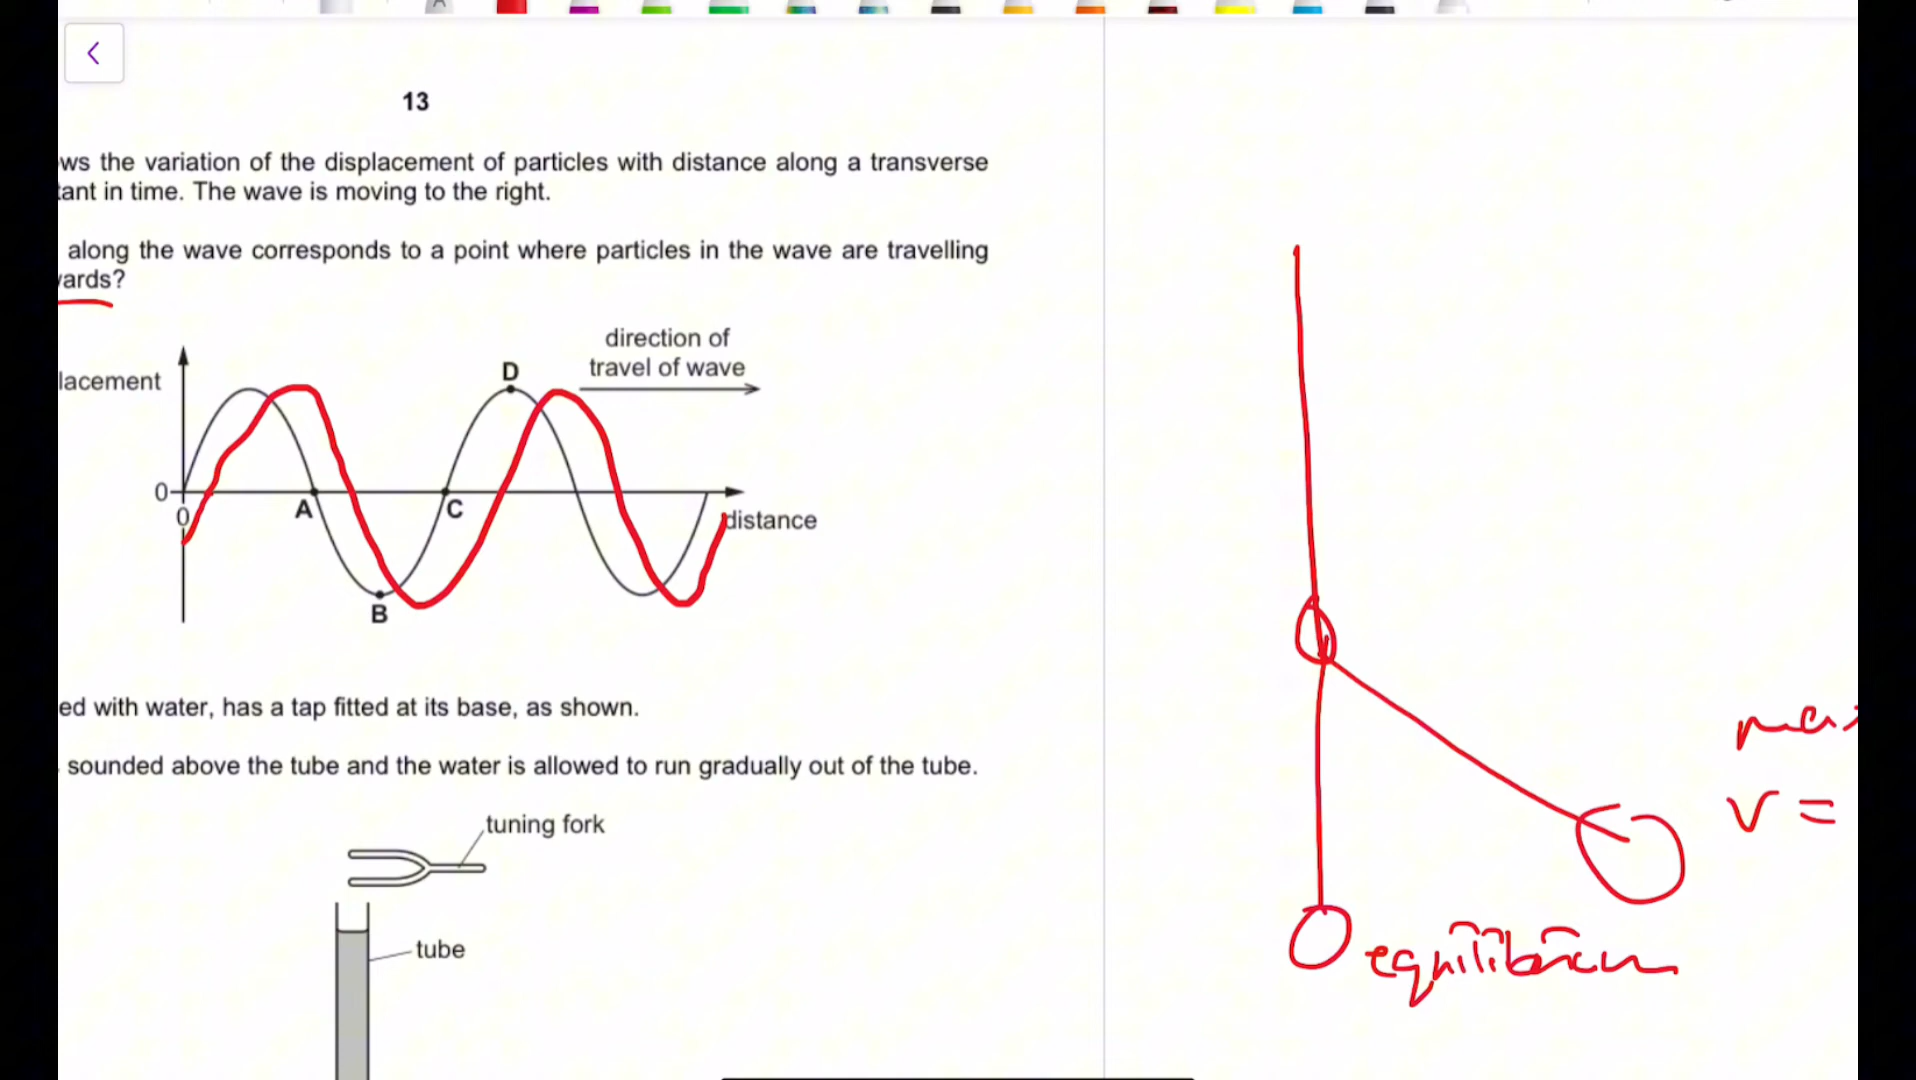 13
ws the variation of the displacement of particles with distance along a transverse
tant in time. The wave is moving to the right.
along the wave corresponds to a point where particles in the wave are travelling
vards?
direction of
travel of wave
D
lacement
0
0
A
C
distance
B
ed with water, has a tap fitted at its base, as shown.
sounded above the tube and the water is allowed to run gradually out of the tube.
tuning fork
tube
max
v =
equilibrium